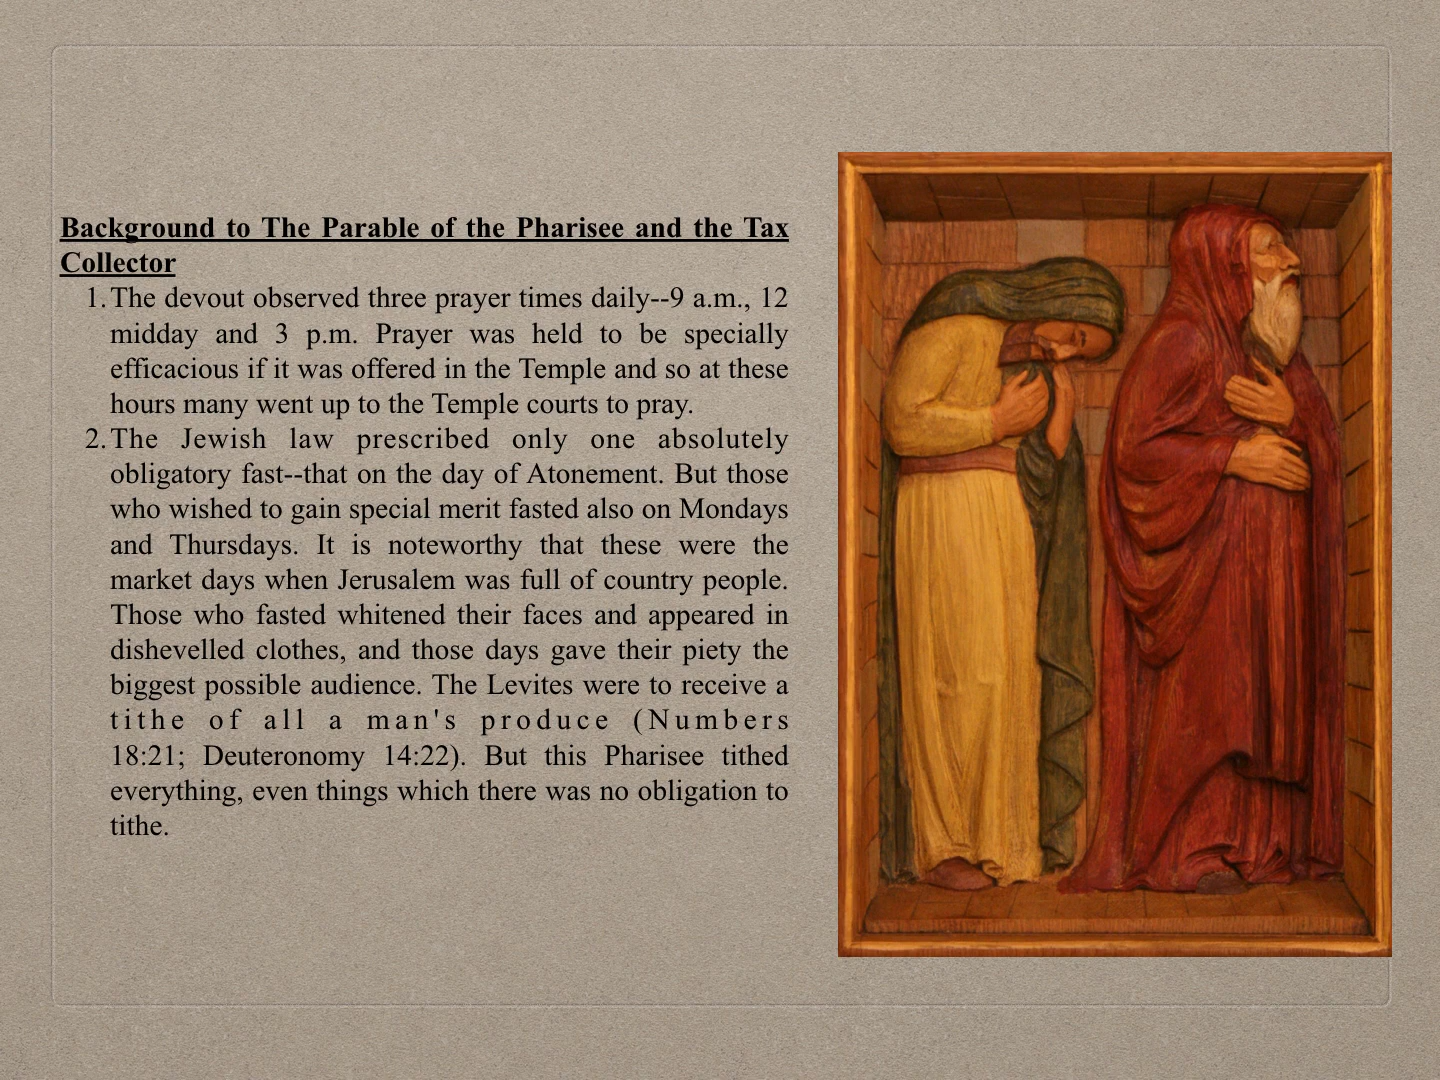 Background to The Parable of the Pharisee and the Tax
Collector
1. The devout observed three prayer times daily--9 a.m., 12
midday and 3 p.m. Prayer was held to be specially
efficacious if it was offered in the Temple and so at these
hours many went up to the Temple courts to pray.
2. The Jewish law prescribed only one absolutely
obligatory fast--that on the day of Atonement. But those
who wished to gain special merit fasted also on Mondays
and Thursdays. It is noteworthy that these were the
market days when Jerusalem was full of country people.
Those who fasted whitened their faces and appeared in
dishevelled clothes, and those days gave their piety the
biggest possible audience. The Levites were to receive a
tithe of all a man's produce (Numbers
18:21; Deuteronomy 14:22). But this Pharisee tithed
everything, even things which there was no obligation to
tithe.